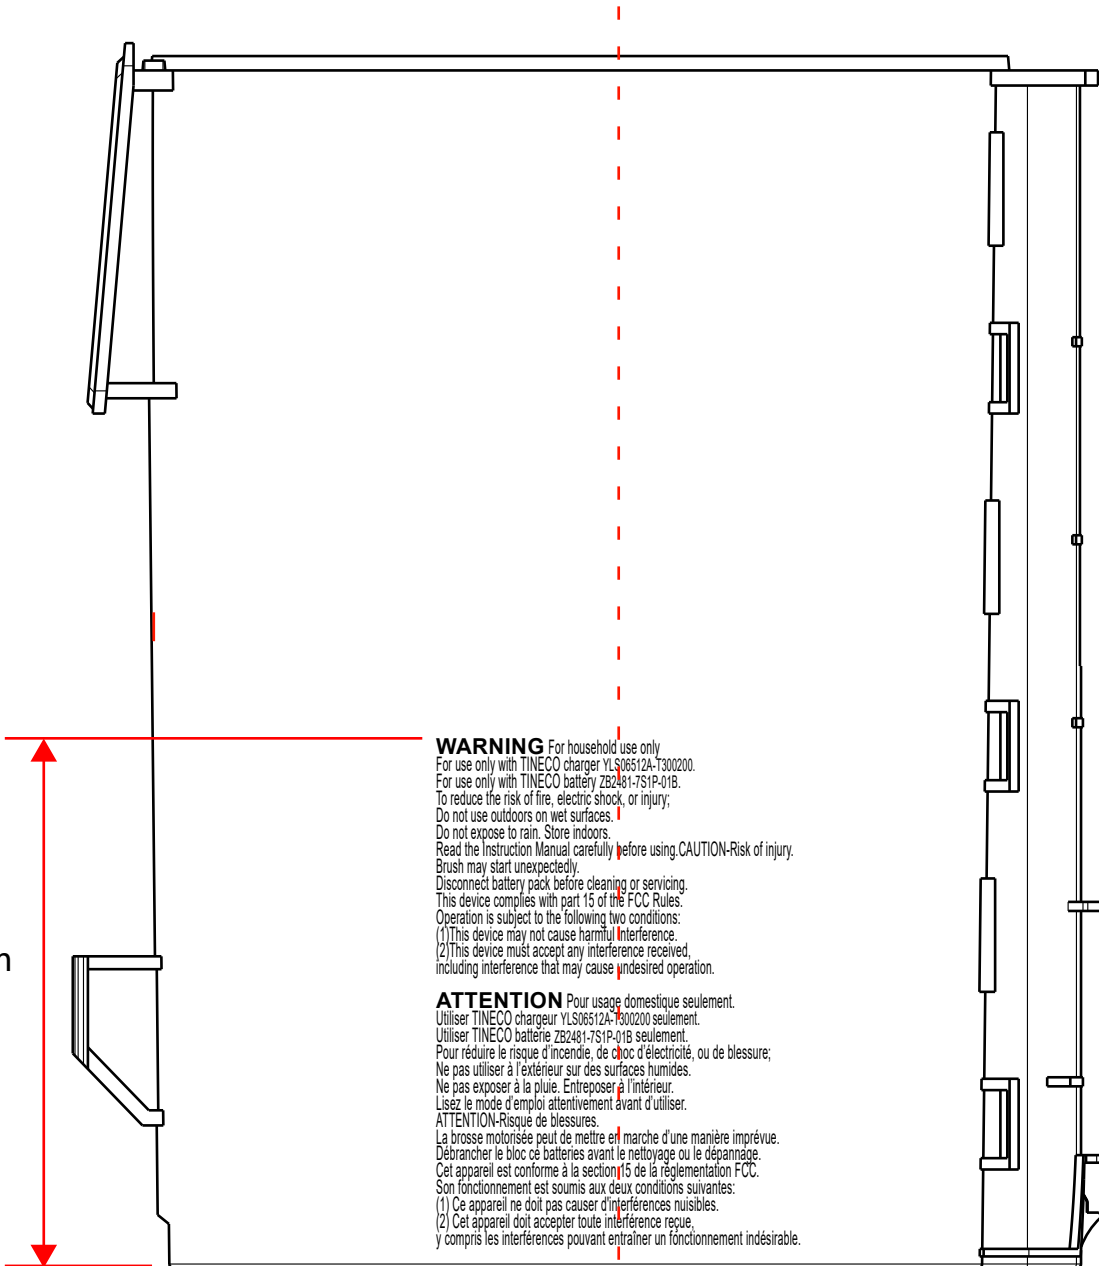 WARNING For household use only
For use only with TINECO charger YLS06512A-T300200.
For use only with TINECO battery ZB2481-7S1P-01B.
To reduce the risk of fire, electric shock, or injury;
Do not use outdoors on wet surfaces.
Do not expose to rain. Store indoors.
Read the Instruction Manual carefully before using.CAUTION-Risk of injury.
Brush may start unexpectedly.
Disconnect battery pack before cleaning or servicing.
This device complies with part 15 of the FCC Rules.
Operation is subject to the following two conditions:
(1)This device may not cause harmful interference.
(2)This device must accept any interference received,
including interference that may cause undesired operation.
ATTENTION Pour usage domestique seulement.
Utiliser TINECO chargeur YLS06512A-T300200 seulement.
Utiliser TINECO batterie ZB2481-7S1P-01B seulement.
Pour réduire le risque d'incendie, de choc d'électricité, ou de blessure;
Ne pas utiliser à l'extérieur sur des surfaces humides.
Ne pas exposer à la pluie. Entreposer à l'intérieur.
Lisez le mode d'emploi attentivement avant d'utiliser.
ATTENTION-Risque de blessures.
La brosse motorisée peut de mettre en marche d'une manière imprévue.
Débrancher le bloc ce batteries avant le nettoyage ou le dépannage.
Cet appareil est conforme à la section 15 de la réglementation FCC.
Son fonctionnement est soumis aux deux conditions suivantes:
(1) Ce appareil ne doit pas causer d'interférences nuisibles.
(2) Cet appareil doit accepter toute interférence reçue,
y compris les interférences pouvant entraîner un fonctionnement indésirable.